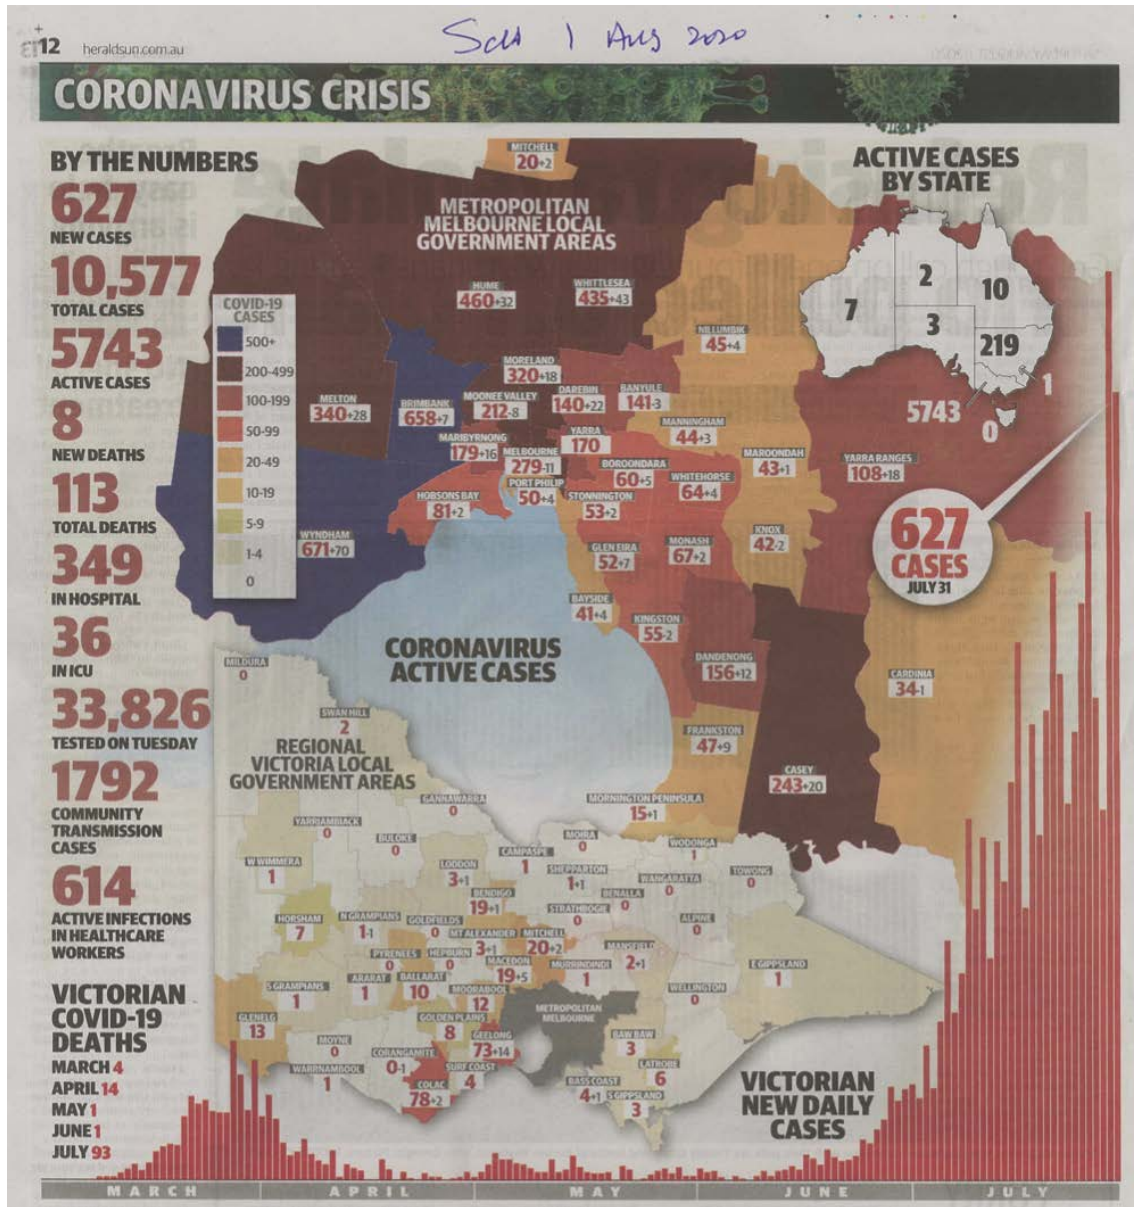 12 heraldsun.com.au
Sat 1 Aug 2020
CORONAVIRUS CRISIS
BY THE NUMBERS
627
NEW CASES
10,577
TOTAL CASES
5743
ACTIVE CASES
8
NEW DEATHS
113
TOTAL DEATHS
349
IN HOSPITAL
36
IN ICU
33,826
TESTED ON TUESDAY
1792
COMMUNITY
TRANSMISSION
CASES
614
ACTIVE INFECTIONS
IN HEALTHCARE
WORKERS
VICTORIAN
COVID-19
DEATHS
MARCH 4
APRIL 14
MAY 1
JUNE 1
JULY 93
COVID-19
CASES
500+
200-499
100-199
50-99
20-49
10-19
5-9
1-4
0
METROPOLITAN
MELBOURNE LOCAL
GOVERNMENT AREAS
MITCHELL
20+2
HUME
460+32
WHITTLESEA
435+43
NILLUMBIK
45+4
MORELAND
320+18
MELTON
340+28
BRIMBANK
658+7
MOONEE VALLEY
212-8
DAREBIN
140+22
BANYULE
141-3
MANNINGHAM
44+3
MARIBYRNONG
179+16
MELBOURNE
279-11
YARRA
170
MAROONDAH
43+1
YARRA RANGES
108+18
BOROONDARA
60+5
WHITEHORSE
64+4
PORT PHILIP
50+4
STONNINGTON
53+2
HOBSONS BAY
81+2
WYNDHAM
671+70
GLEN EIRA
52+7
MONASH
67+2
KNOX
42-2
BAYSIDE
41+4
KINGSTON
55-2
DANDENONG
156+12
CARDINIA
34-1
FRANKSTON
47+9
CASEY
243+20
MORNINGTON PENINSULA
15+1
CORONAVIRUS
ACTIVE CASES
ACTIVE CASES
BY STATE
7
2
10
3
219
1
5743
0
627
CASES
JULY 31
REGIONAL
VICTORIA LOCAL
GOVERNMENT AREAS
MILDURA
0
SWAN HILL
2
GANNAWARRA
0
YARRIAMBIACK
0
BULOKE
0
MOIRA
0
WODONGA
1
CAMPASPE
1
W WIMMERA
1
LODDON
3+1
SHEPPARTON
1+1
WANGARATTA
0
TOWONG
0
BENALLA
0
BENDIGO
19+1
STRATHBOGIE
0
ALPINE
0
HORSHAM
7
N GRAMPIANS
1-1
GOLDFIELDS
0
MT ALEXANDER
3+1
MITCHELL
20+2
MANSFIELD
2+1
PYRENEES
0
HEPBURN
0
MACEDON
19+5
MURRINDINDI
1
E GIPPSLAND
1
S GRAMPIANS
1
ARARAT
1
BALLARAT
10
MOORABOOL
12
WELLINGTON
0
GLENELG
13
GOLDEN PLAINS
8
METROPOLITAN
MELBOURNE
MOYNE
0
GEELONG
73+14
BAW BAW
3
CORANGAMITE
0-1
SURF COAST
4
LATROBE
6
WARRNAMBOOL
1
COLAC
78+2
BASS COAST
4+1
S GIPPSLAND
3
VICTORIAN
NEW DAILY
CASES
MARCH APRIL MAY JUNE JULY